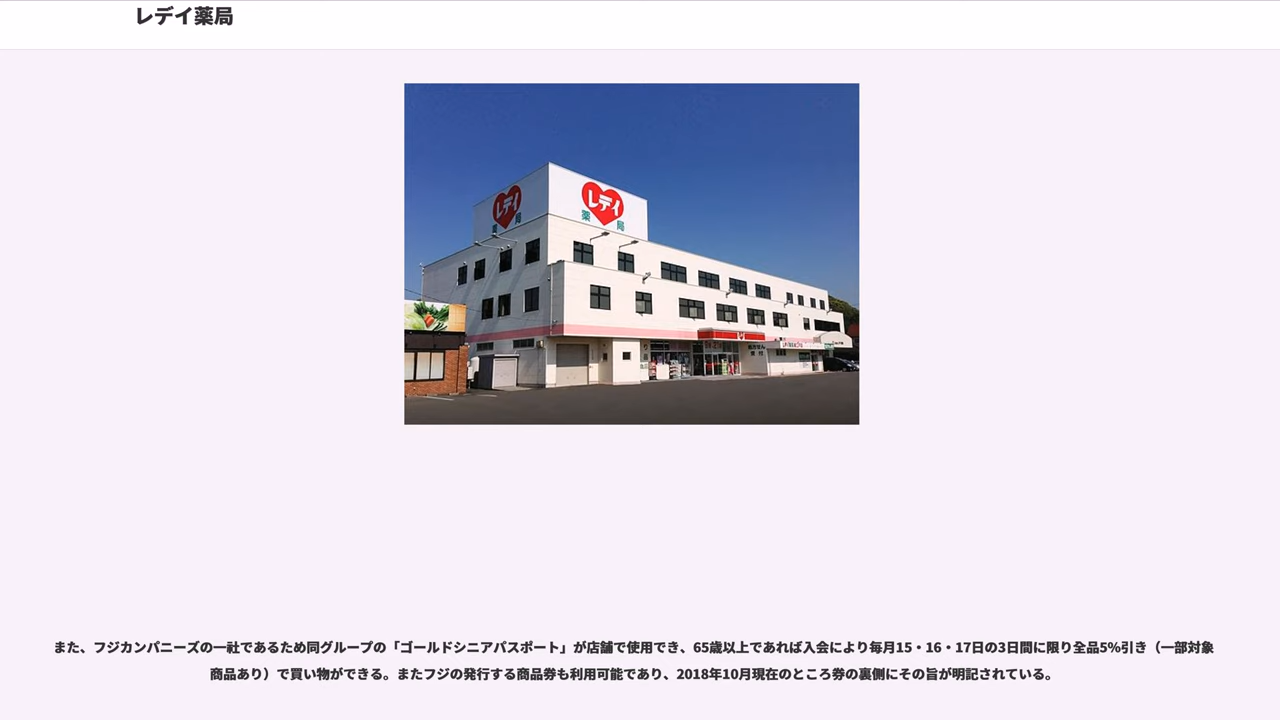 レデイ薬局
レデイ
薬局
レデイ
薬局
また、フジカンパニーズの一社であるため同グループの「ゴールドシニアパスポート」が店舗で使用でき、65歳以上であれば入会により毎月15・16・17日の3日間に限り全品5%引き（一部対象
商品あり）で買い物ができる。またフジの発行する商品券も利用可能であり、2018年10月現在のところ券の裏側にその旨が明記されている。